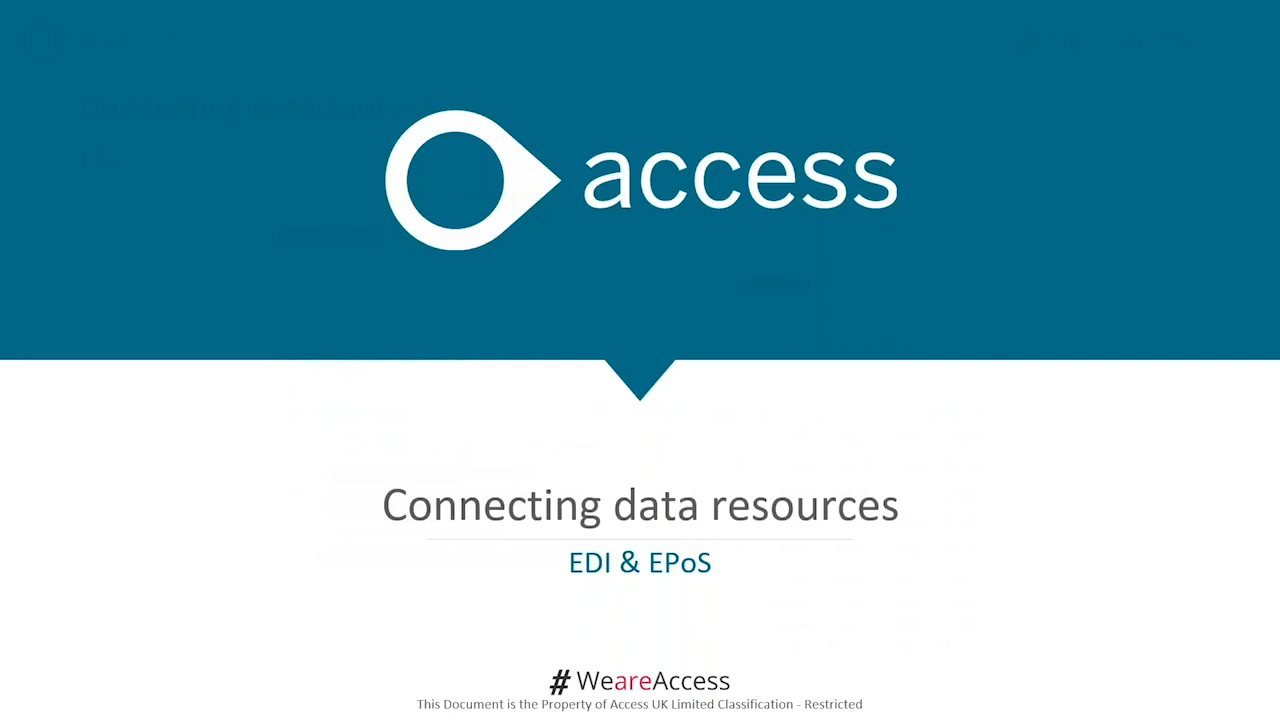 access
Connecting data resources
EDI & EPoS
# WeareAccess
This Document is the Property of Access UK Limited Classification - Restricted